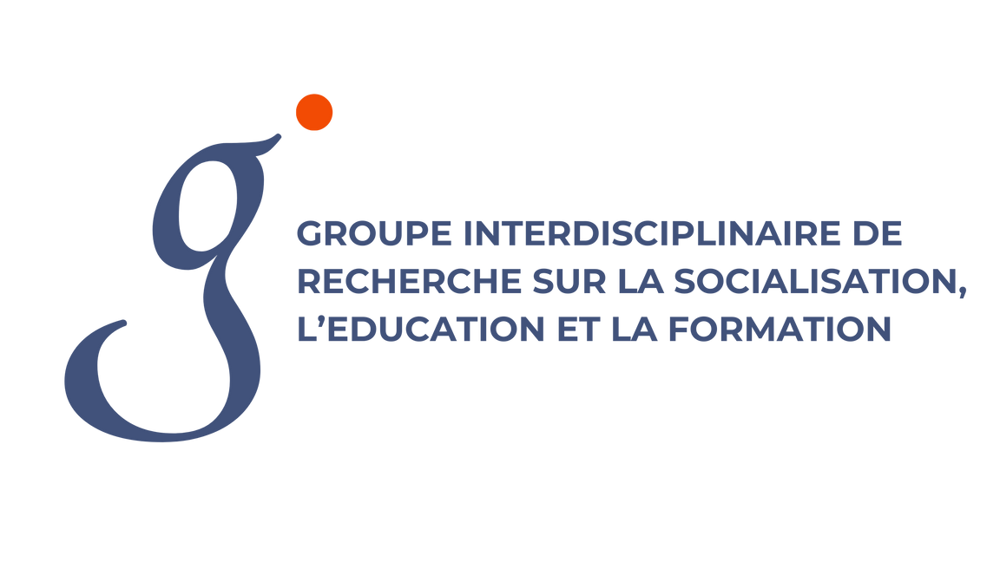 g
GROUPE INTERDISCIPLINAIRE DE
RECHERCHE SUR LA SOCIALISATION,
L’EDUCATION ET LA FORMATION